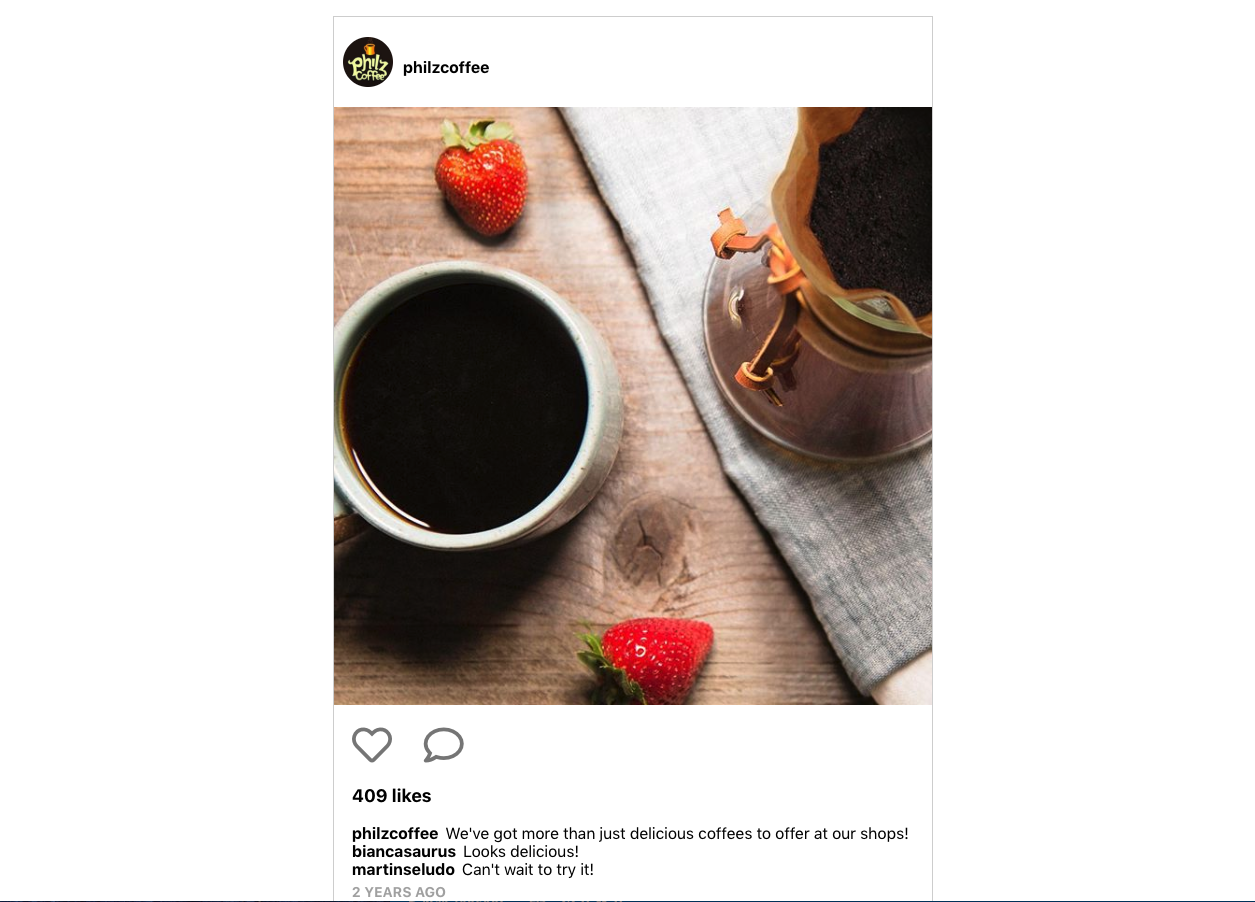 philz
Coffee
philzcoffee
409 likes
philzcoffee We've got more than just delicious coffees to offer at our shops!
biancasaurus Looks delicious!
martinseludo Can't wait to try it!
2 YEARS AGO